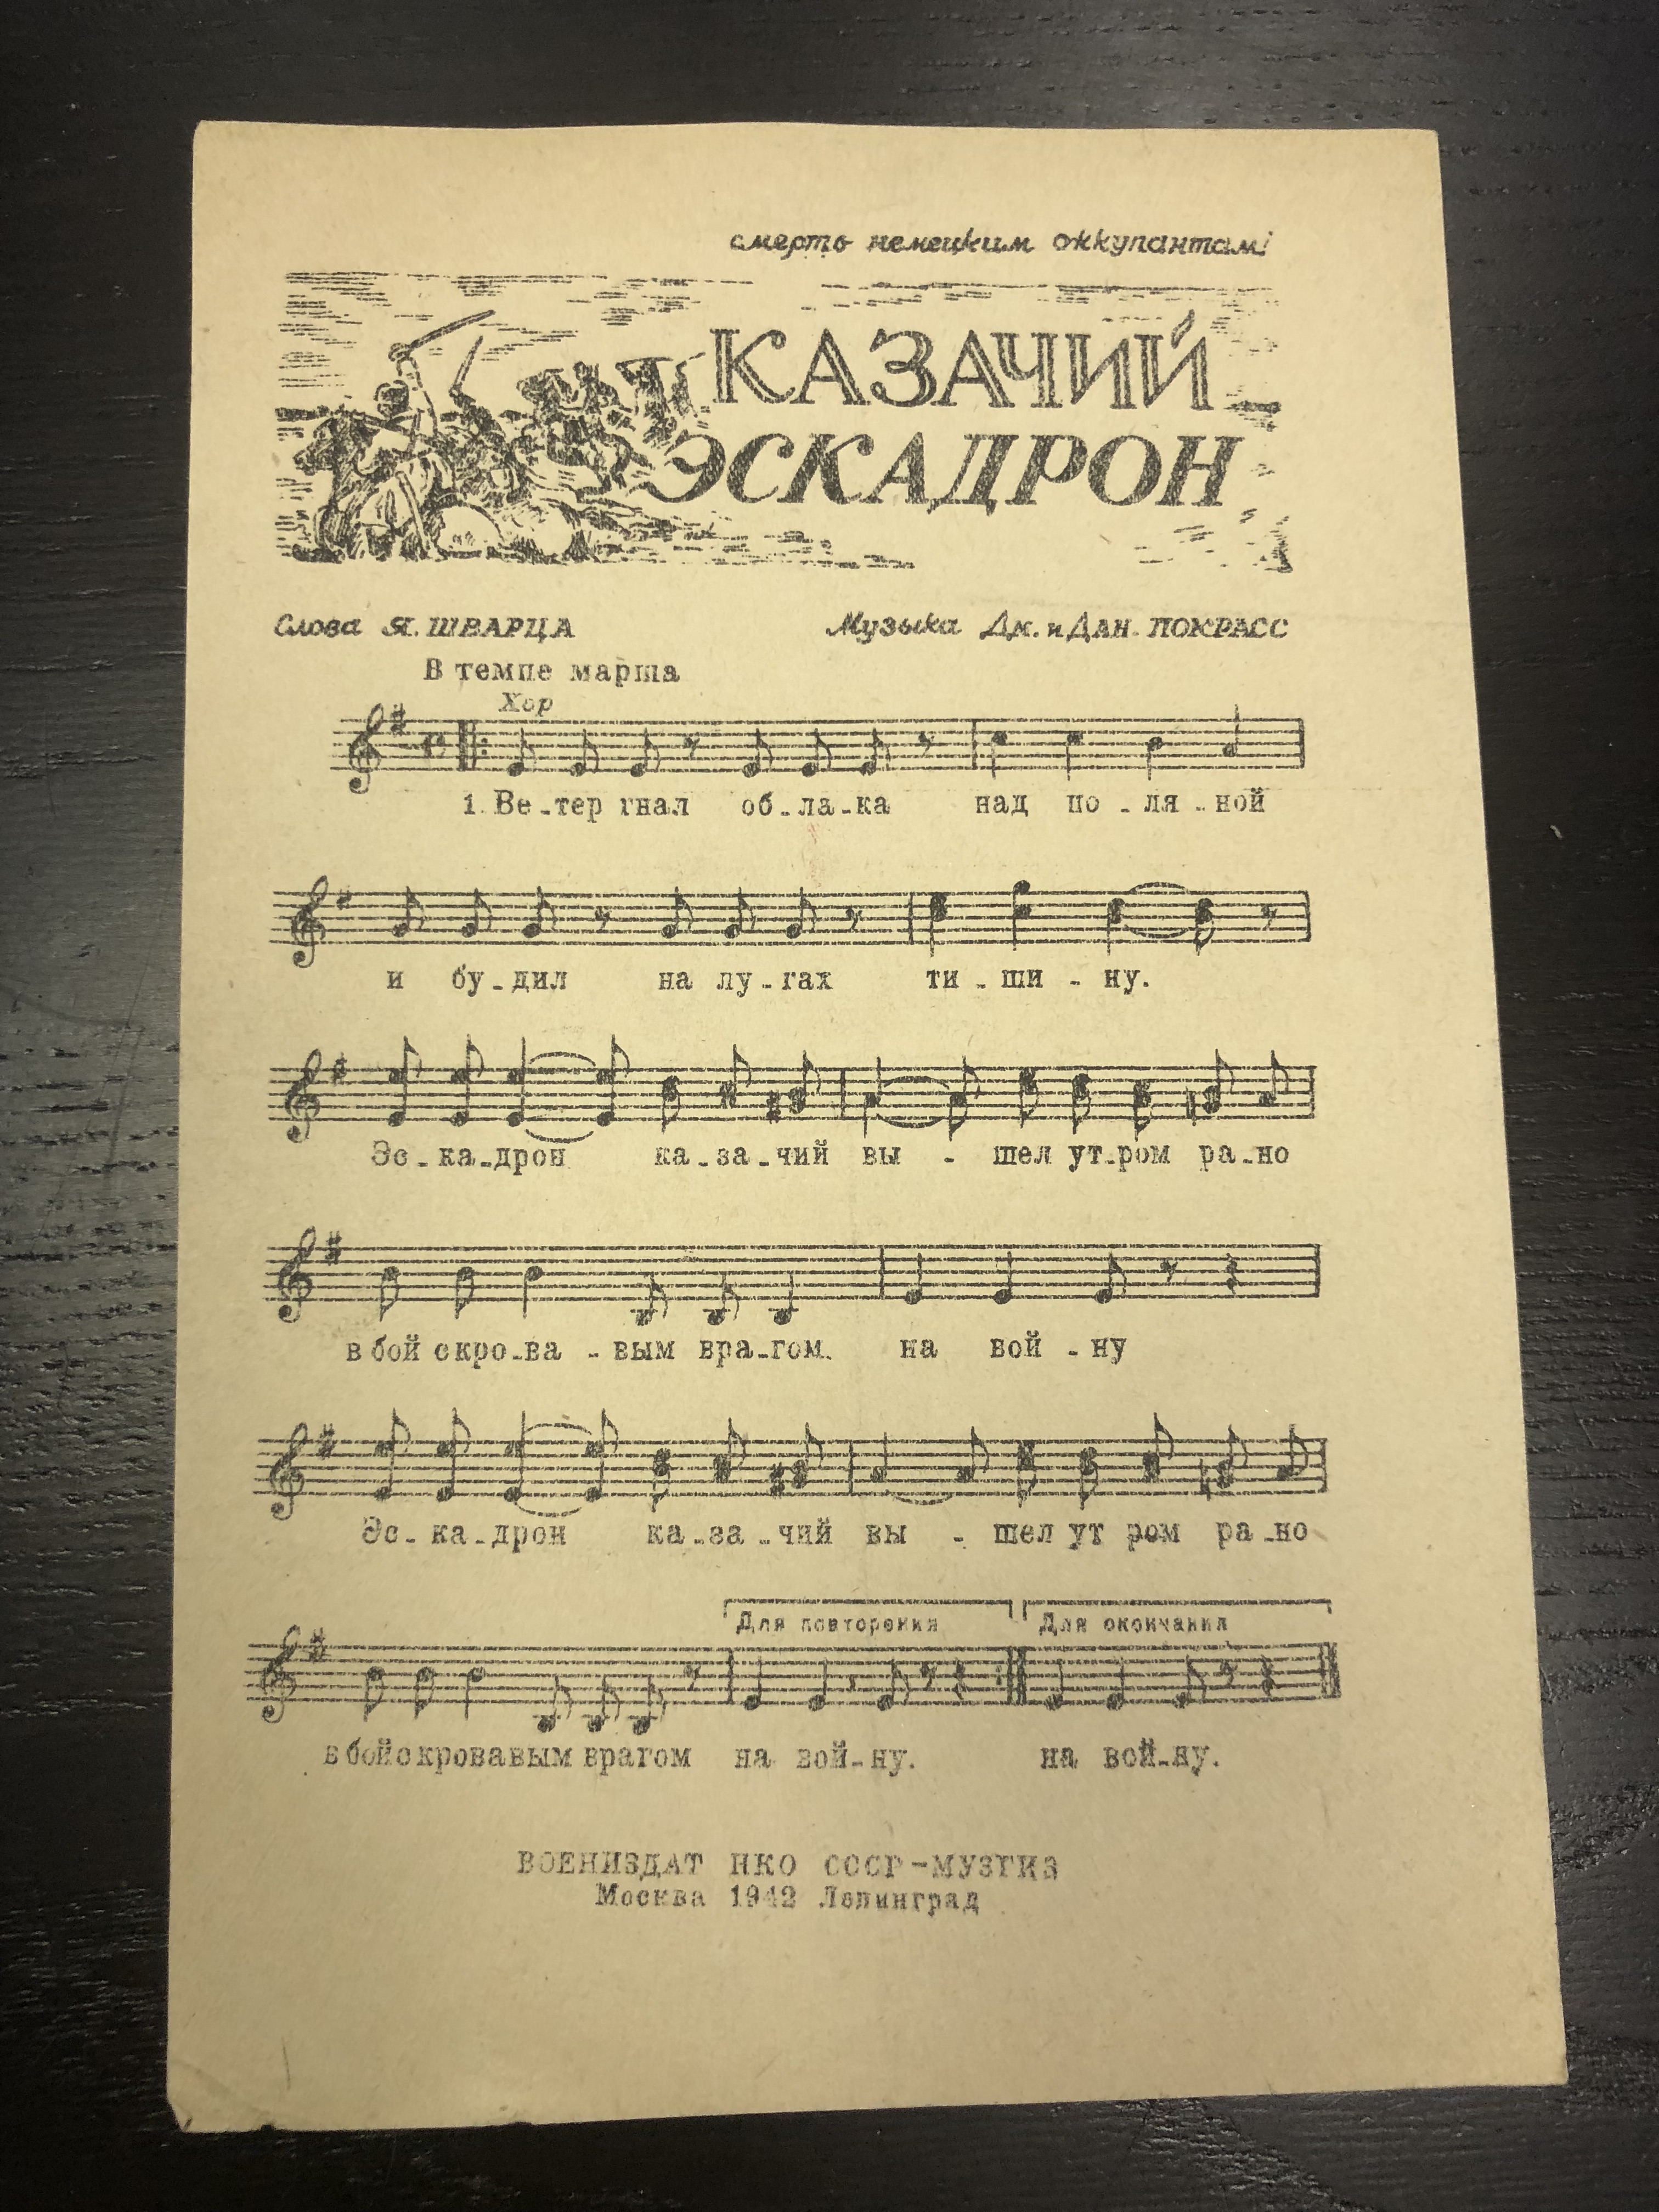 смерть немецким оккупантам!
КАЗАЧИЙ
ЭСКАДРОН
Слова Я. ШВАРЦА Музыка Дм. и Дан. ПОКРАСС
В темпе марша
Хор
1. Ве-тер гнал об-ла-ка над по-ля-ной
и бу-дил на лу-гах ти-ши-ну.
Эс-ка-дрон ка-за-чий вы - шел ут-ром ра-но
в бой с кро-ва-вым вра-гом на вой-ну
Эс-ка-дрон ка-за-чий вы - шел ут ром ра-но
Для повторения Для окончания
в бой с кровавым врагом на вой-ну. на вой-ну.
ВОЕНИЗДАТ НКО СССР-МУЗГИЗ
Москва 1942 Ленинград